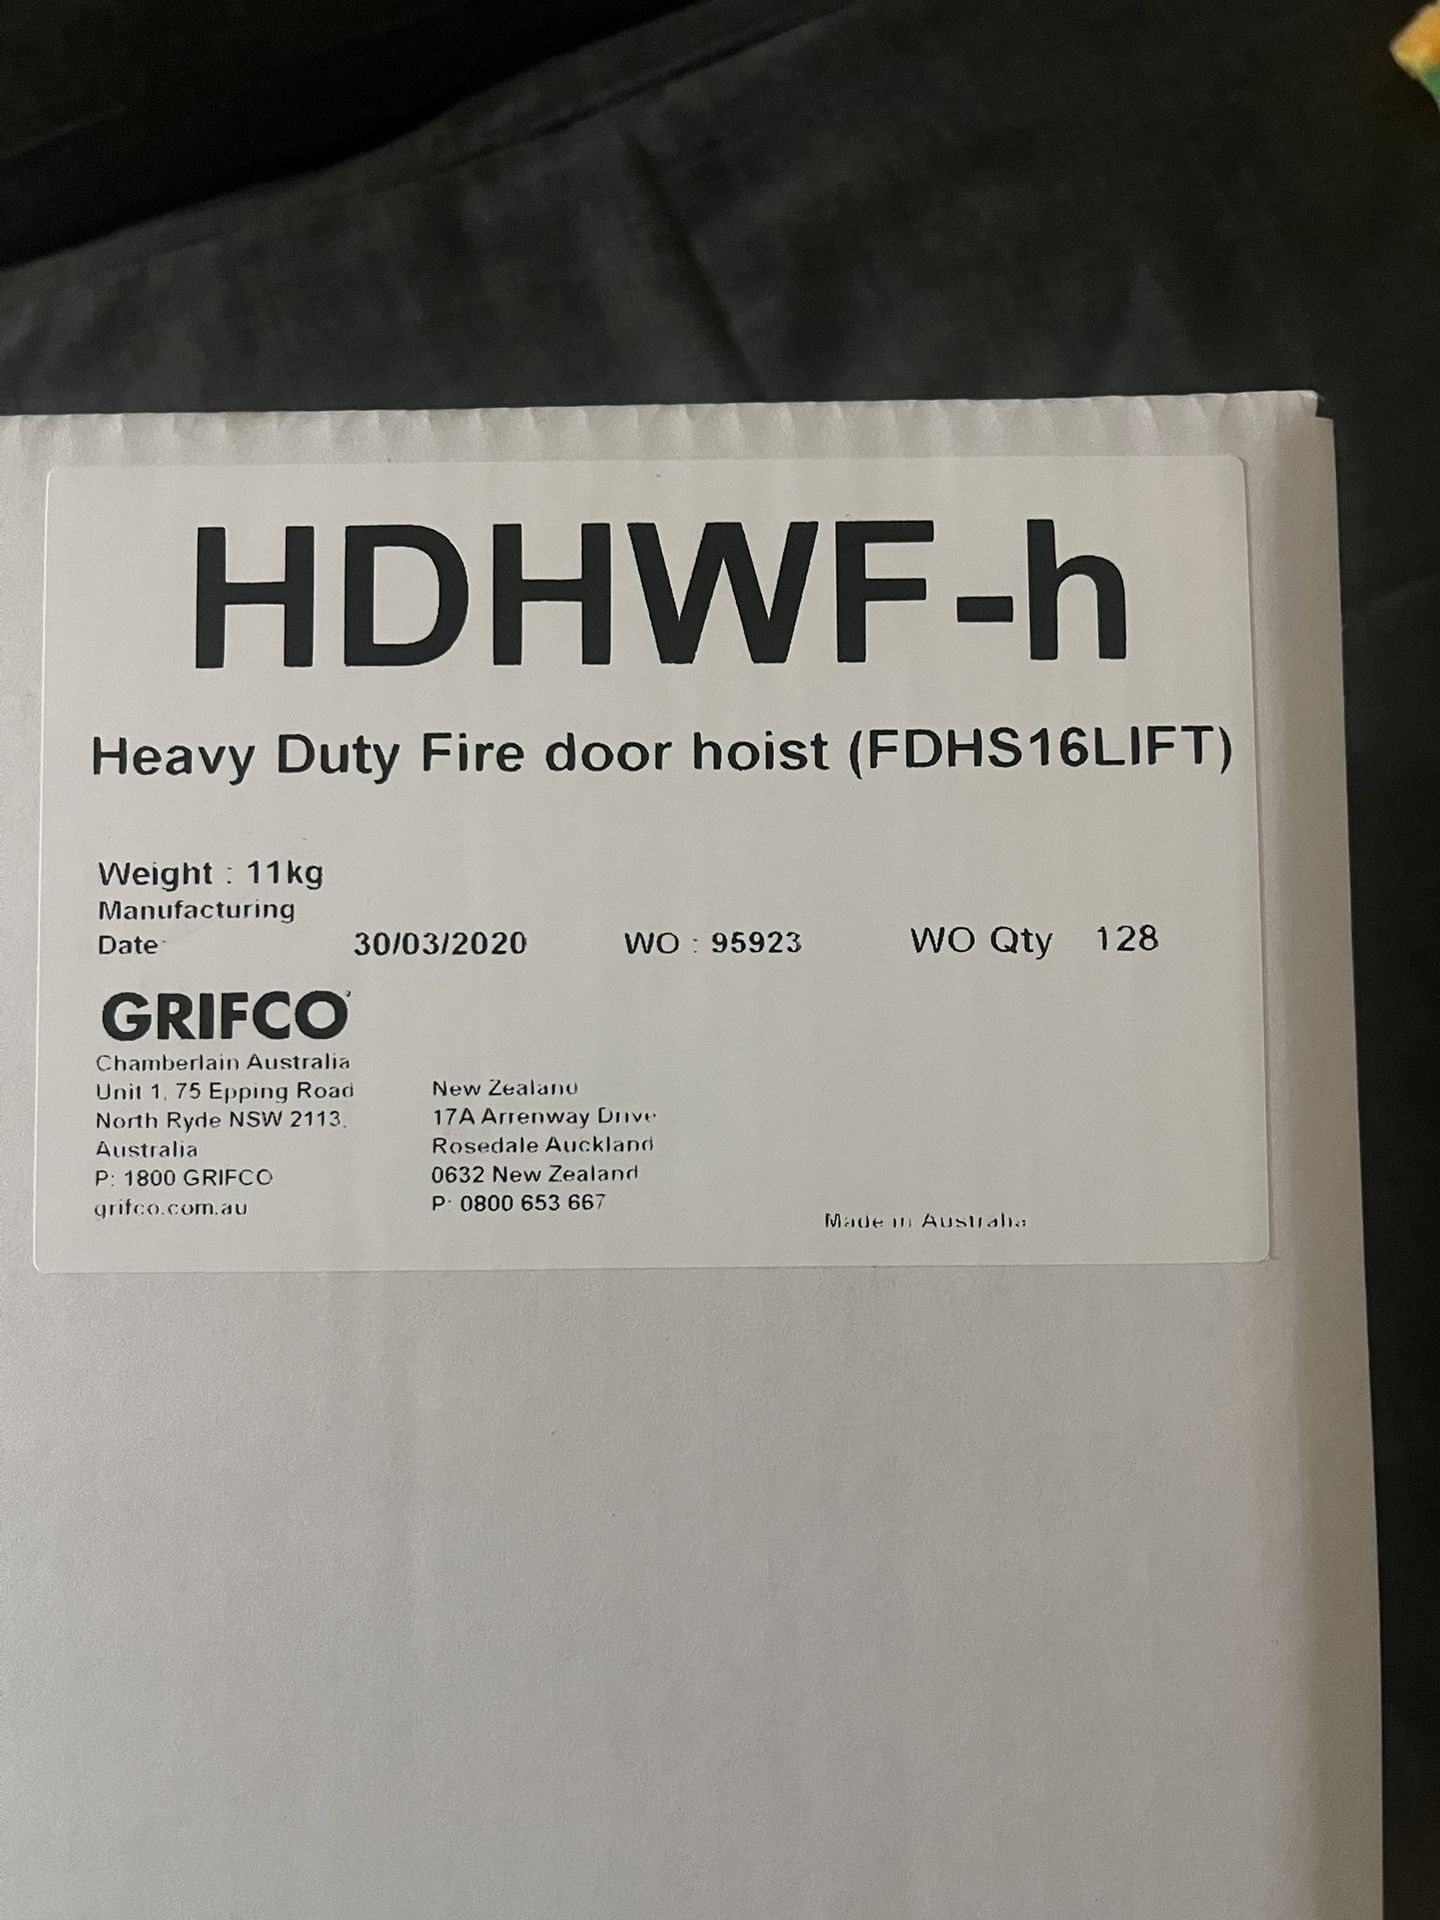 HDHWF-h
Heavy Duty Fire door hoist (FDHS16LIFT)
Weight : 11kg
Manufacturing
Date: 30/03/2020 WO : 95923 WO Qty 128
GRIFCO
Chamberlain Australia
Unit 1, 75 Epping Road
North Ryde NSW 2113,
Australia
P: 1800 GRIFCO
grifco.com.au
New Zealand
17A Arrenway Drive
Rosedale Auckland
0632 New Zealand
P: 0800 653 667
Made in Australia